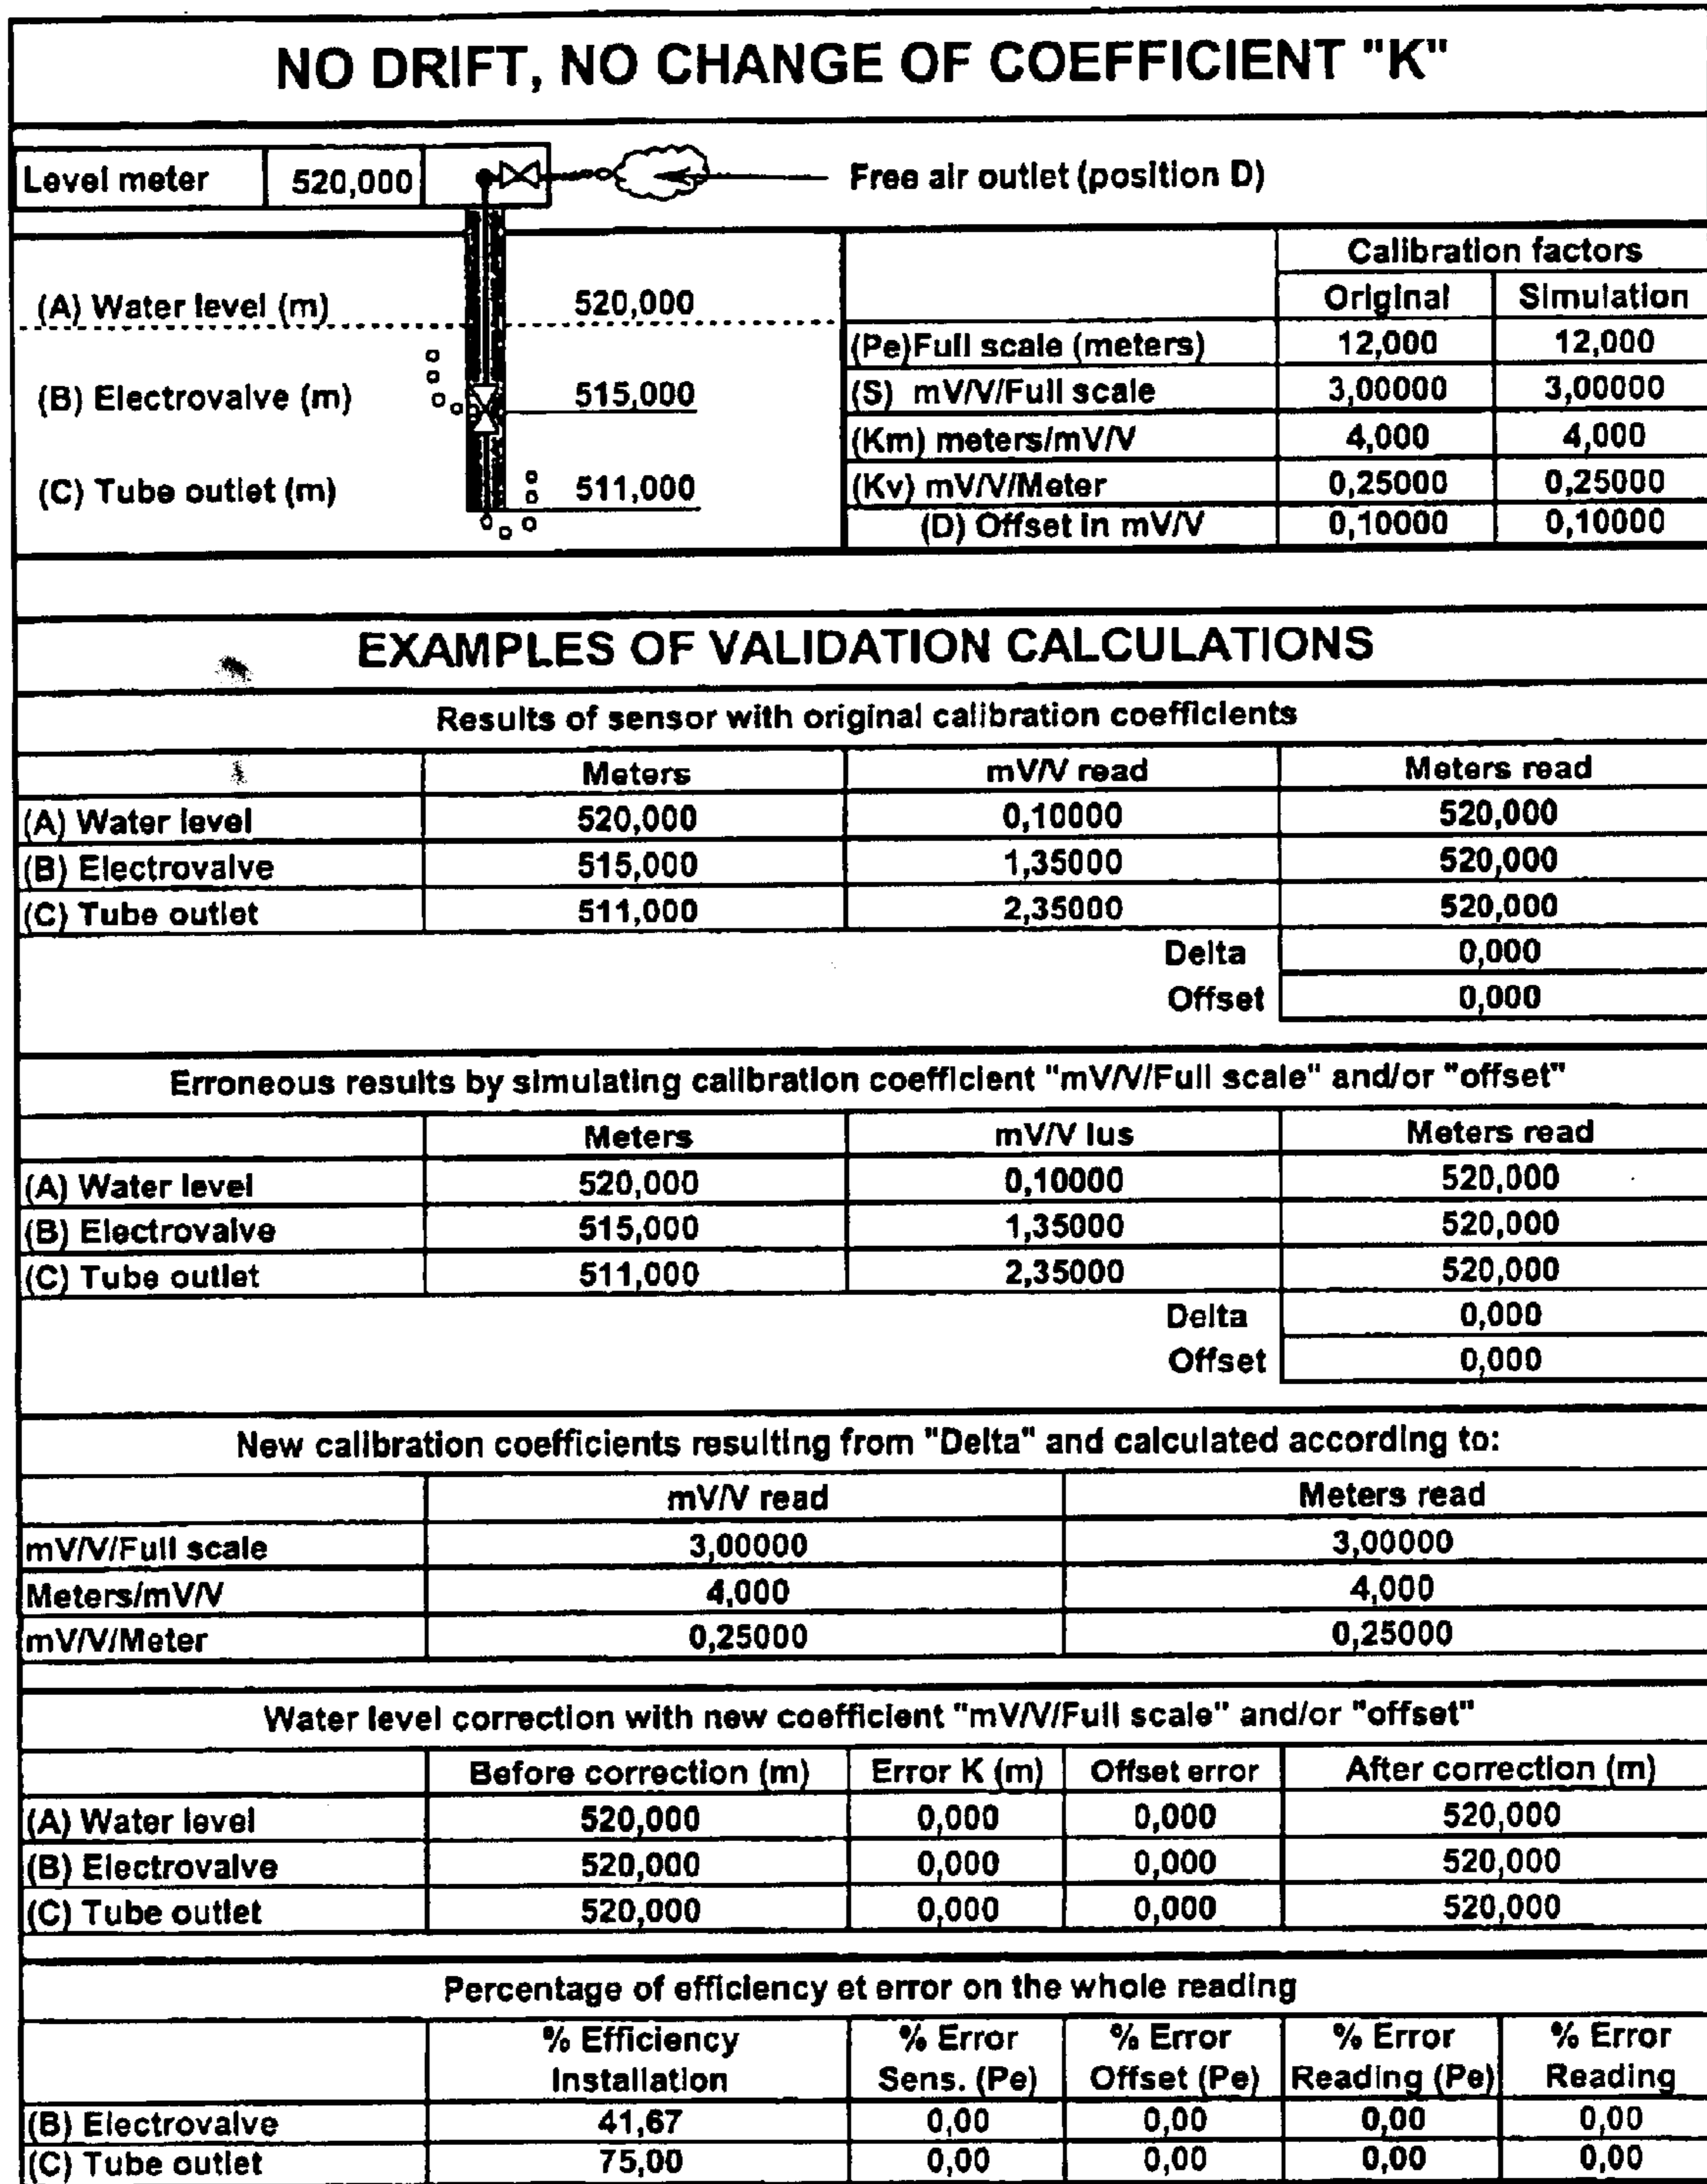 NO DRIFT, NO CHANGE OF COEFFICIENT "K"
Level meter 520,000 Free air outlet (position D)
Calibration factors
Original Simulation
(A) Water level (m) 520,000
(Pe)Full scale (meters) 12,000 12,000
(B) Electrovalve (m) 515,000
(S) mV/V/Full scale 3,00000 3,00000
(Km) meters/mV/V 4,000 4,000
(C) Tube outlet (m) 511,000
(Kv) mV/V/Meter 0,25000 0,25000
(D) Offset in mV/V 0,10000 0,10000
EXAMPLES OF VALIDATION CALCULATIONS
Results of sensor with original calibration coefficients
Meters mV/V read Meters read
(A) Water level 520,000 0,10000 520,000
(B) Electrovalve 515,000 1,35000 520,000
(C) Tube outlet 511,000 2,35000 520,000
Delta 0,000
Offset 0,000
Erroneous results by simulating calibration coefficient "mV/V/Full scale" and/or "offset"
Meters mV/V lus Meters read
(A) Water level 520,000 0,10000 520,000
(B) Electrovalve 515,000 1,35000 520,000
(C) Tube outlet 511,000 2,35000 520,000
Delta 0,000
Offset 0,000
New calibration coefficients resulting from "Delta" and calculated according to:
mV/V read Meters read
mV/V/Full scale 3,00000 3,00000
Meters/mV/V 4,000 4,000
mV/V/Meter 0,25000 0,25000
Water level correction with new coefficient "mV/V/Full scale" and/or "offset"
Before correction (m) Error K (m) Offset error After correction (m)
(A) Water level 520,000 0,000 0,000 520,000
(B) Electrovalve 520,000 0,000 0,000 520,000
(C) Tube outlet 520,000 0,000 0,000 520,000
Percentage of efficiency et error on the whole reading
% Efficiency % Error % Error % Error % Error
Installation Sens. (Pe) Offset (Pe) Reading (Pe) Reading
(B) Electrovalve 41,67 0,00 0,00 0,00 0,00
(C) Tube outlet 75,00 0,00 0,00 0,00 0,00